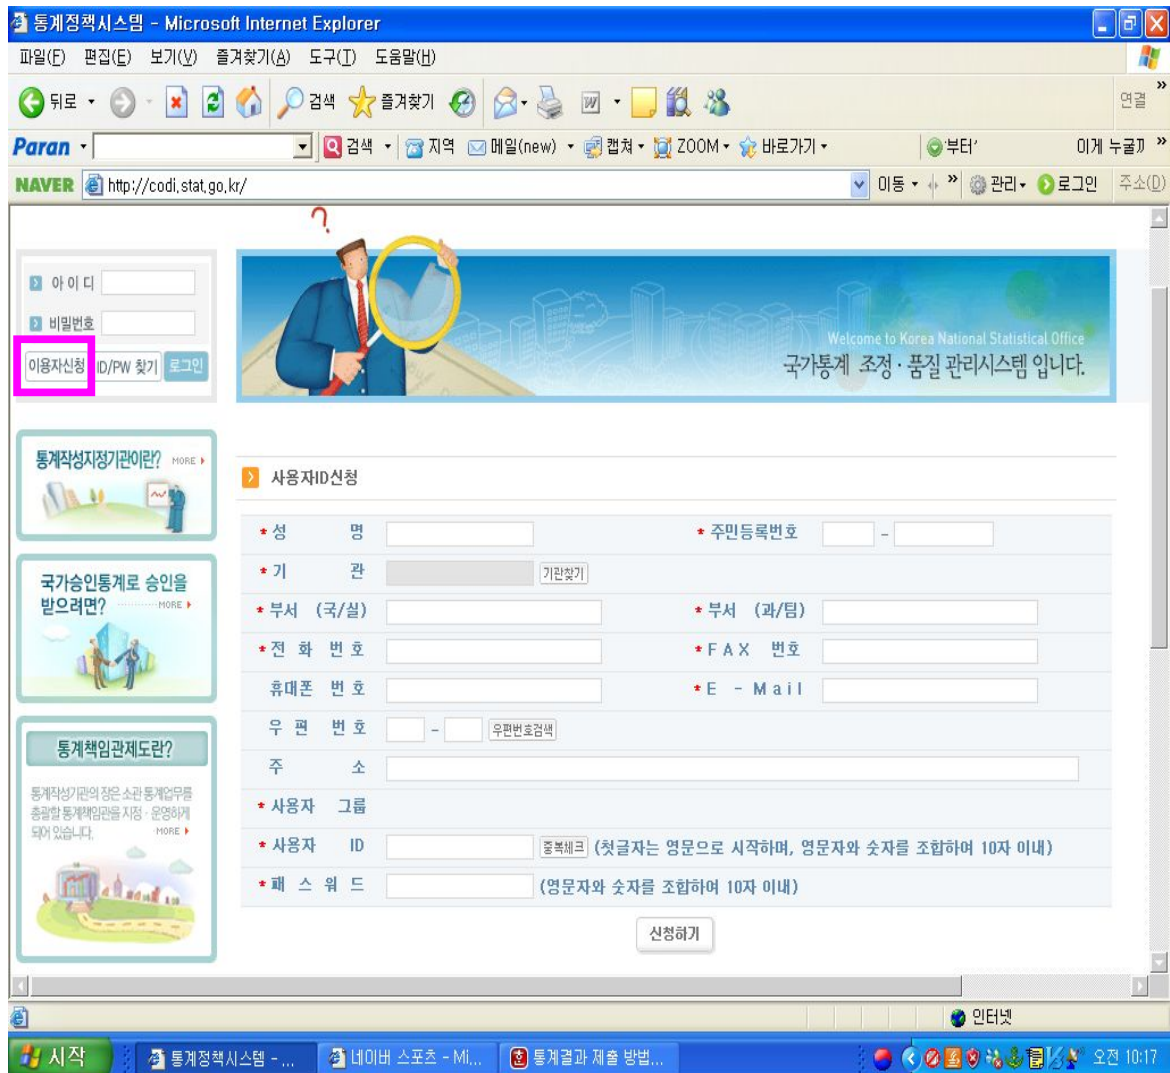 통계정책시스템 - Microsoft Internet Explorer
파일(F) 편집(E) 보기(V) 즐겨찾기(A) 도구(T) 도움말(H)
뒤로 검색 즐겨찾기 연결 »
Paran 검색 지역 메일(new) 캡쳐 ZOOM 바로가기 '부터' 이게 누굴꺼 »
NAVER http://codi.stat.go.kr/ 이동 » 관리 로그인 주소(D)
?
아 이 디
비밀번호
이용자신청 ID/PW 찾기 로그인
Welcome to Korea National Statistical Office
국가통계 조정·품질 관리시스템 입니다.
통계작성지정기관이란? MORE
국가승인통계로 승인을
받으려면? MORE
통계책임관제도란?
통계작성기관의 장은 소관 통계업무를
총괄할 통계책임관을 지정·운영하게
되어 있습니다. MORE
사용자ID신청
* 성 명 * 주민등록번호 -
* 기 관 기관찾기
* 부서 (국/실) * 부서 (과/팀)
* 전 화 번 호 * F A X 번호
휴대폰 번 호 * E - M a i l
우 편 번 호 - 우편번호검색
주 소
* 사용자 그룹
* 사용자 ID 중복체크 (첫글자는 영문으로 시작하며, 영문자와 숫자를 조합하여 10자 이내)
* 패 스 워 드 (영문자와 숫자를 조합하여 10자 이내)
신청하기
인터넷
시작 통계정책시스템 - ... 네이버 스포츠 - Mi... 통계결과 제출 방법... 오전 10:17